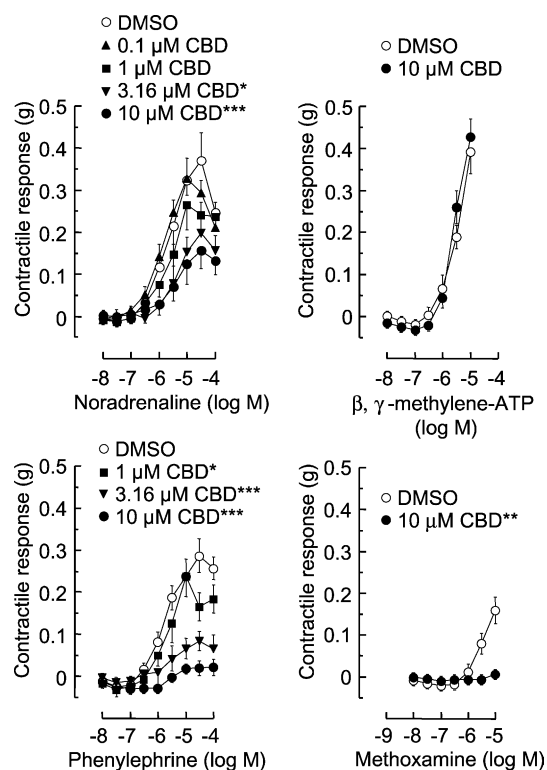 DMSO
0.1 µM CBD
1 µM CBD
3.16 µM CBD*
10 µM CBD***
0.5
0.4
0.3
0.2
0.1
0
Contractile response (g)
-8 -7 -6 -5 -4
Noradrenaline (log M)
DMSO
10 µM CBD
0.5
0.4
0.3
0.2
0.1
0
Contractile response (g)
-8 -7 -6 -5 -4
β, γ-methylene-ATP
(log M)
DMSO
1 µM CBD*
3.16 µM CBD***
10 µM CBD***
0.5
0.4
0.3
0.2
0.1
0
Contractile response (g)
-8 -7 -6 -5 -4
Phenylephrine (log M)
DMSO
10 µM CBD**
0.5
0.4
0.3
0.2
0.1
0
Contractile response (g)
-9 -8 -7 -6 -5
Methoxamine (log M)